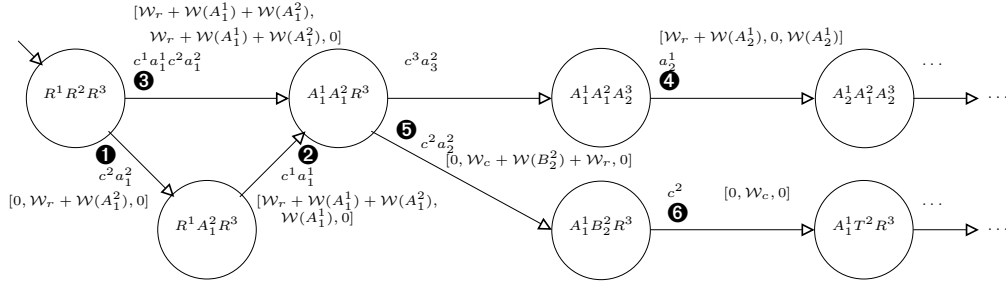 [𝒲_r + 𝒲(A_1^1) + 𝒲(A_1^2),
𝒲_r + 𝒲(A_1^1) + 𝒲(A_1^2), 0]
c^1a_1^1c^2a_1^2
❸
c^3a_3^2
[𝒲_r + 𝒲(A_2^1), 0, 𝒲(A_2^3)]
a_2^1
❹
...
R^1R^2R^3
A_1^1A_1^2R^3
A_1^1A_1^2A_2^3
A_2^1A_1^2A_2^3
...
❶
c^2a_1^2
[0, 𝒲_r + 𝒲(A_1^2), 0]
❷
c^1a_1^1
[𝒲_r + 𝒲(A_1^1) + 𝒲(A_1^2),
𝒲(A_1^1), 0]
❺
c^2a_2^2
[0, 𝒲_c + 𝒲(B_2^2) + 𝒲_r, 0]
c^2
❻
[0, 𝒲_c, 0]
...
R^1A_1^2R^3
A_1^1B_2^2R^3
A_1^1T^2R^3
...